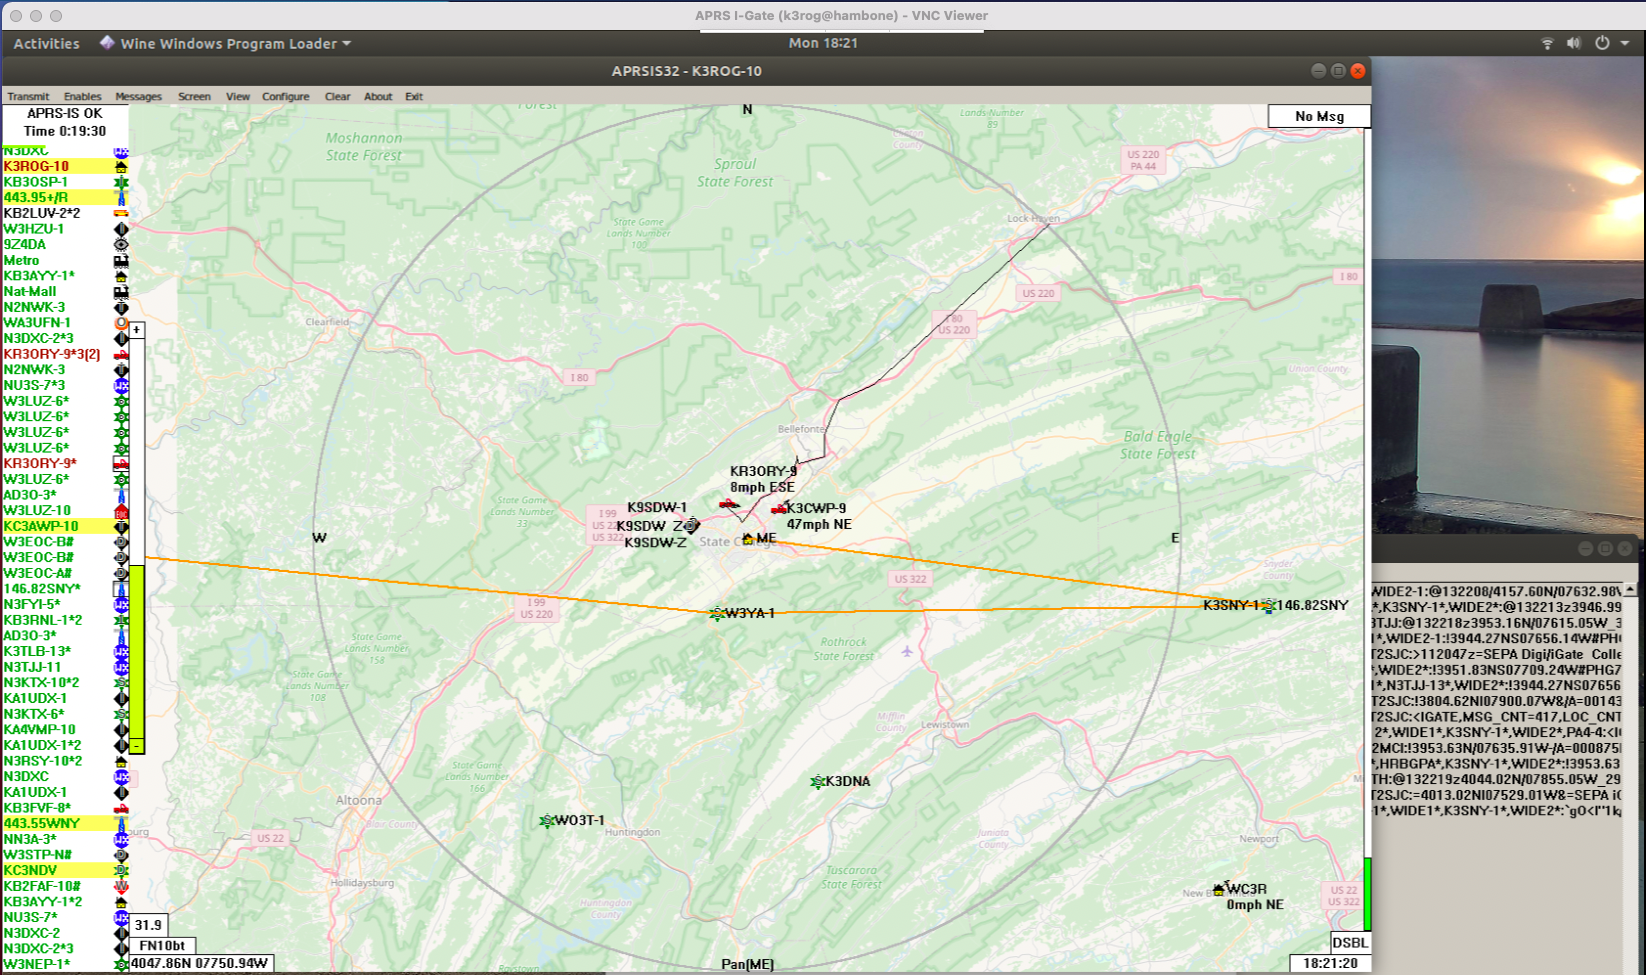 APRS I-Gate (k3rog@hambone) - VNC Viewer
Activities
Wine Windows Program Loader
Mon 18:21
APRSIS32 - K3ROG-10
Transmit Enables Messages Screen View Configure Clear About Exit
APRS-IS OK
Time 0:19:30
No Msg
N3DXC
K3ROG-10
KB3OSP-1
443.95+/R
KB2LUV-2*2
W3HZU-1
9Z4DA
Metro
KB3AYY-1*
Nat-Mall
N2NWK-3
WA3UFN-1
N3DXC-2*3
KR3ORY-9*3(2)
N2NWK-3
NU3S-7*3
W3LUZ-6*
W3LUZ-6*
W3LUZ-6*
W3LUZ-6*
KR3ORY-9*
W3LUZ-6*
AD3O-3*
W3LUZ-10
KC3AWP-10
W3EOC-B#
W3EOC-B#
W3EOC-A#
146.82SNY*
N3FYI-5*
KB3RNL-1*2
AD3O-3*
K3TLB-13*
N3TJJ-11
N3KTX-10*2
KA1UDX-1
N3KTX-6*
KA4VMP-10
KA1UDX-1*2
N3RSY-10*2
N3DXC
KA1UDX-1
KB3FVF-8*
443.55WNY
NN3A-3*
W3STP-N#
KC3NDV
KB2FAF-10#
KB3AYY-1*2
NU3S-7*
N3DXC-2
N3DXC-2*3
W3NEP-1*
+
-
31.9
FN10bt
4047.86N 07750.94W
N
W
E
Pan[ME]
DSBL
18:21:20
Forest
Moshannon
State Forest
Sproul
State Forest
Clinton
County
State Game
Lands Number
100
Lands-Number
89
US 220
PA 44
Lock Haven
I 80
US 220
I 80
US 220
Clearfield
I 80
Union County
Bellefonte
Bald Eagle
State Forest
KR3ORY-9
8mph ESE
K9SDW-1
K9SDW Z
K9SDW-Z
K3CWP-9
47mph NE
State Game
Lands Number
33
I 99
US 220
US 322
State College
ME
US 322
Snyder
County
K3SNY-1
146.82SNY
I 99
US 220
W3YA-1
Rothrock
State Forest
State Game
Lands Number
158
State Game
Lands Number
108
Mifflin
County
Lewistown
State Game
Lands Number
166
K3DNA
Altoona
Blair County
WO3T-1
Huntingdon
US 22
Juniata
County
Newport
Tuscarora
State Forest
Hollidaysburg
Huntingdon
County
WC3R
0mph NE
US 22
US 322
Raystown
WIDE2-1:@132208/4157.60N/07632.98W
*,K3SNY-1*,WIDE2*:@132213z3946.99
3TJJ:@132218z3953.16N/07615.05W_3
1*,WIDE2-1:!3944.27NS07656.14W#PH
T2SJC:>112047z=SEPA Digi/iGate Colle
*,WIDE2*:!3951.83NS07709.24W#PHG7
1*,N3TJJ-13*,WIDE2*:!3944.27NS07656
T2SJC:!3804.62NI07900.07W&/A=00143
T2SJC:<IGATE,MSG_CNT=417,LOC_CNT
2*,WIDE1*,K3SNY-1*,WIDE2*,PA4-4:<I
2MCI:!3953.63N/07635.91W-/A=000875
*,HRBGPA*,K3SNY-1*,WIDE2*:!3953.63
TH:@132219z4044.02N/07855.05W_29
T2SJC:=4013.02NI07529.01W&=SEPA
1*,WIDE1*,K3SNY-1*,WIDE2*:`gO<I"1k